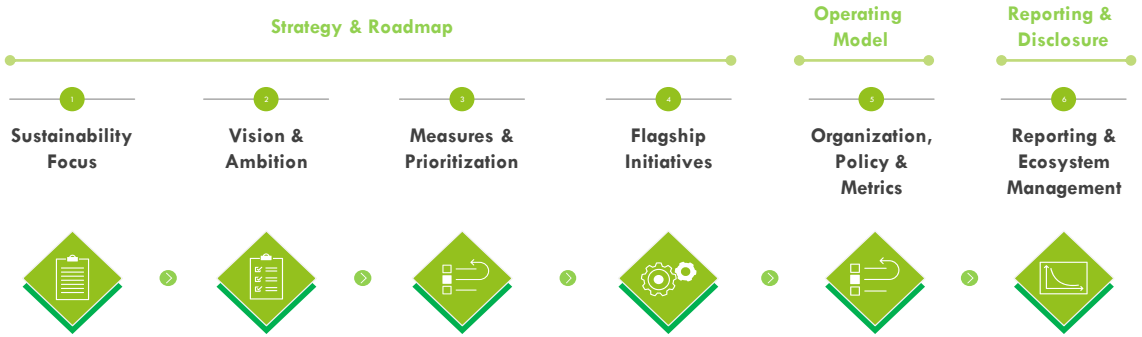 Strategy & Roadmap
Operating
Model
Reporting &
Disclosure
1
2
3
4
5
6
Sustainability
Focus
Vision &
Ambition
Measures &
Prioritization
Flagship
Initiatives
Organization,
Policy &
Metrics
Reporting &
Ecosystem
Management